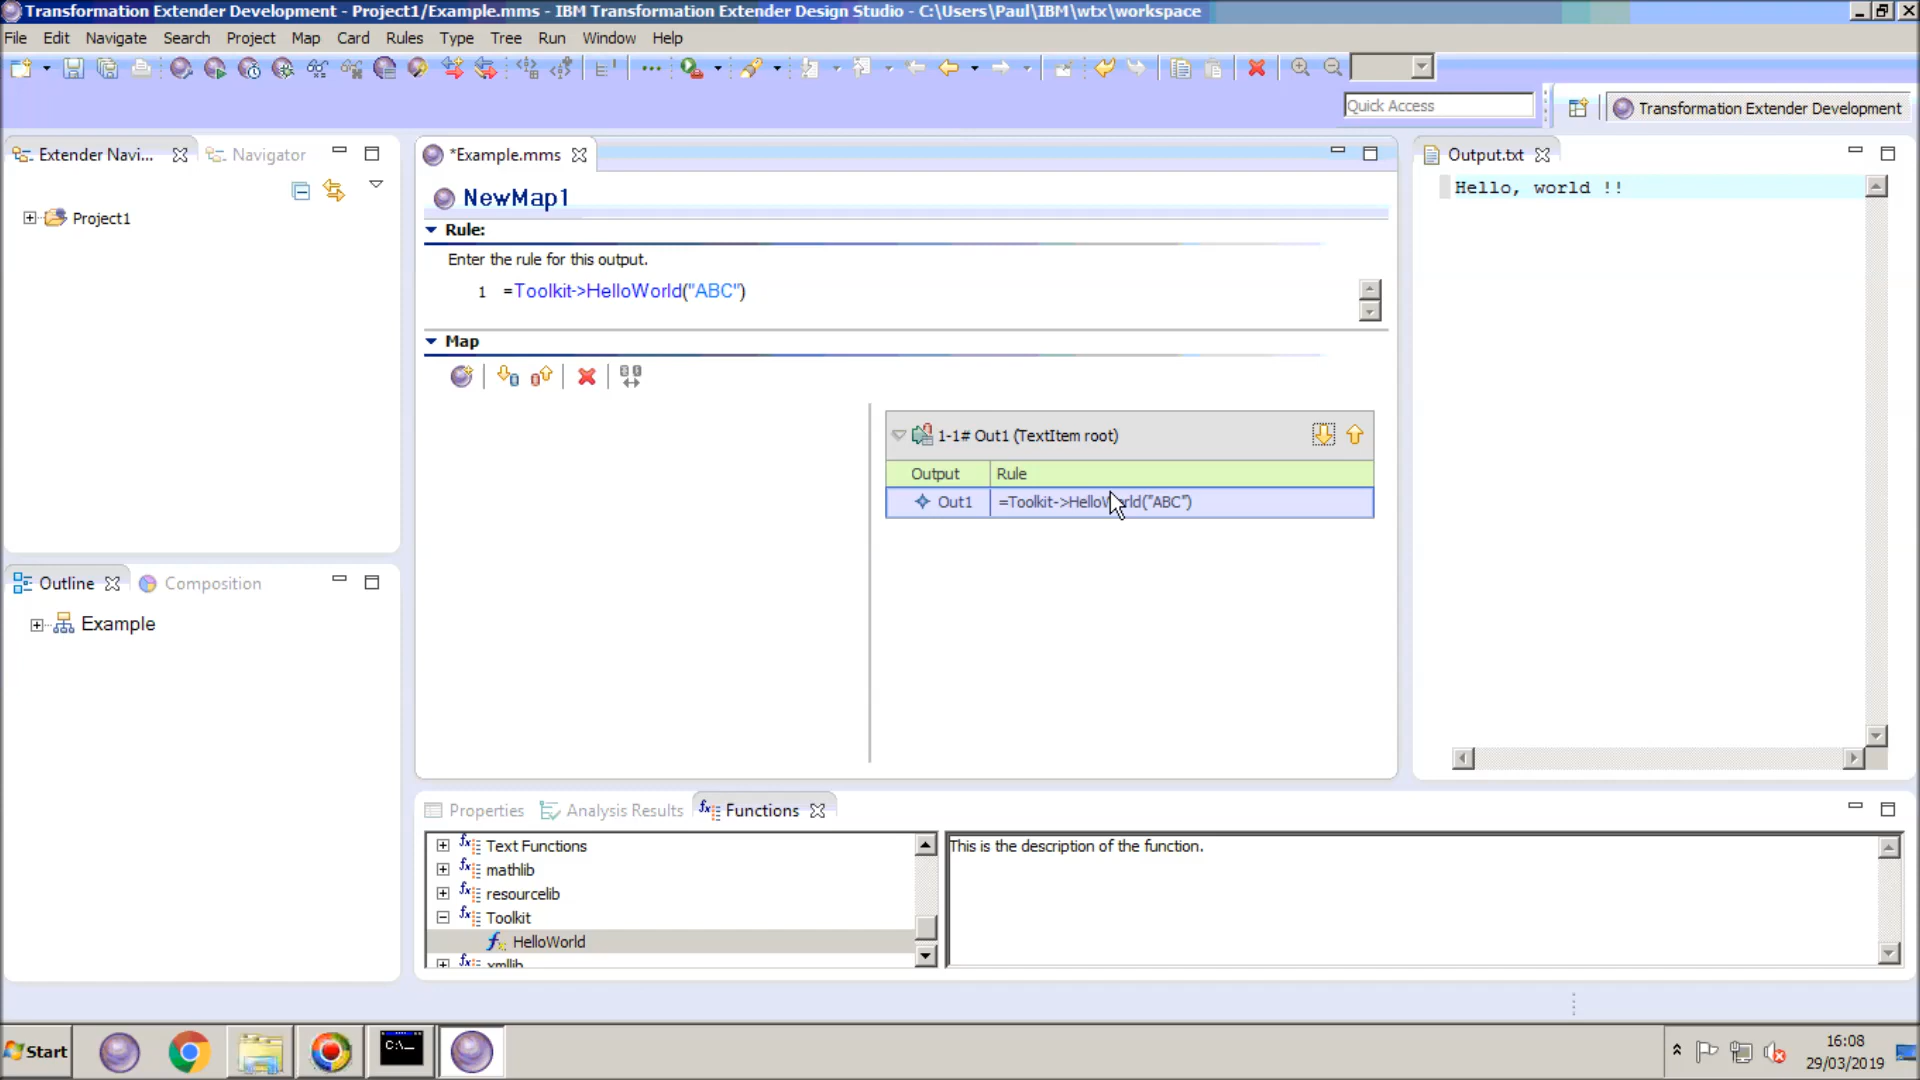 Transformation Extender Development - Project1/Example.mms - IBM Transformation Extender Design Studio - C:\Users\Paul\IBM\wtx\workspace
File Edit Navigate Search Project Map Card Rules Type Tree Run Window Help
Quick Access
Transformation Extender Development
Extender Navi...
Navigator
Project1
*Example.mms
NewMap1
Rule:
Enter the rule for this output.
1 =Toolkit->HelloWorld("ABC")
Map
1-1# Out1 (TextItem root)
Output Rule
Out1 =Toolkit->HelloWorld("ABC")
Output.txt
Hello, world !!
Outline
Composition
Example
Properties
Analysis Results
Functions
Text Functions
mathlib
resourcelib
Toolkit
HelloWorld
xmllib
This is the description of the function.
Start
C:\_
16:08
29/03/2019